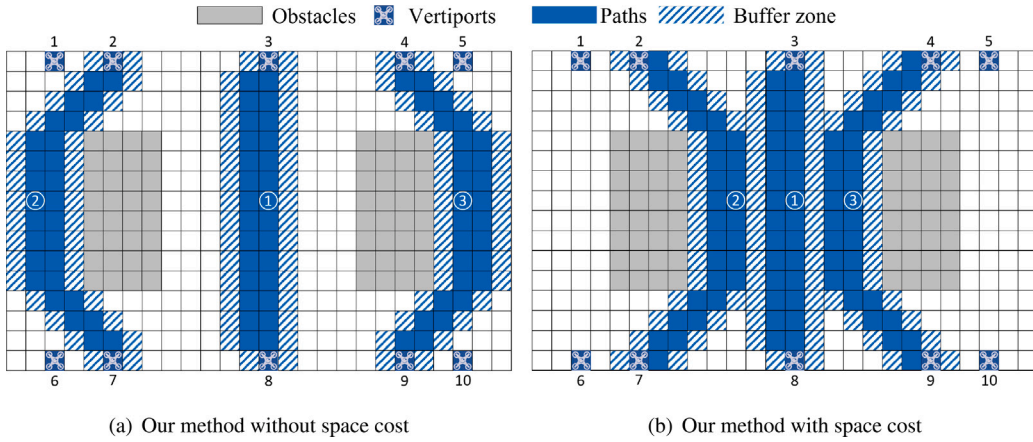 Obstacles Vertiports Paths Buffer zone
1 2 3 4 5
1 2 3 4 5
② ① ③
② ① ③
6 7 8 9 10
6 7 8 9 10
(a) Our method without space cost
(b) Our method with space cost